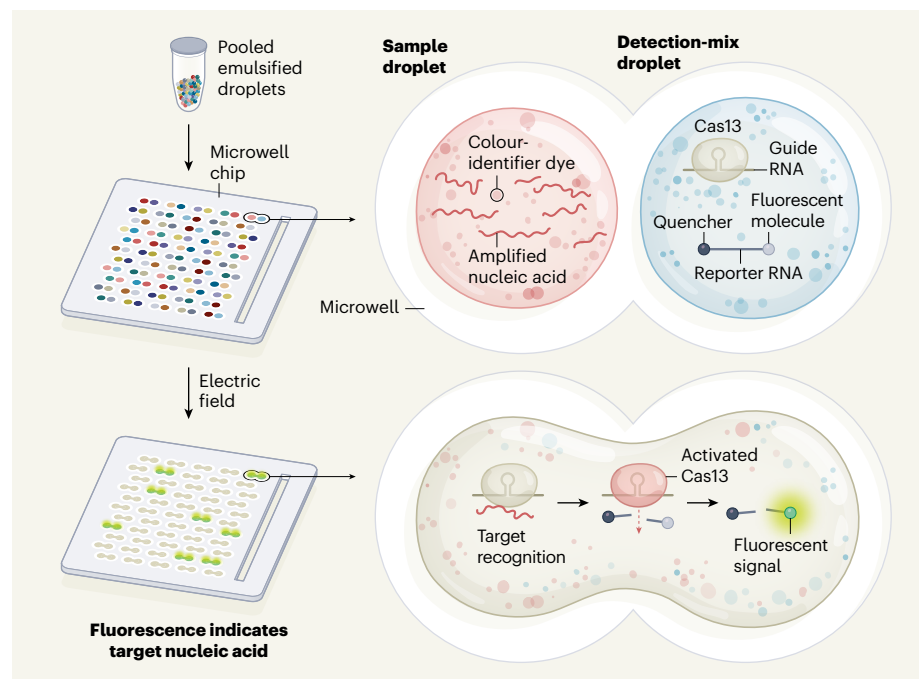 Pooled
emulsified
droplets
Sample
droplet
Detection-mix
droplet
Microwell
chip
Colour-
identifier dye
Amplified
nucleic acid
Cas13
Guide
RNA
Quencher
Fluorescent
molecule
Reporter RNA
Microwell
Electric
field
Target
recognition
Activated
Cas13
Fluorescent
signal
Fluorescence indicates
target nucleic acid